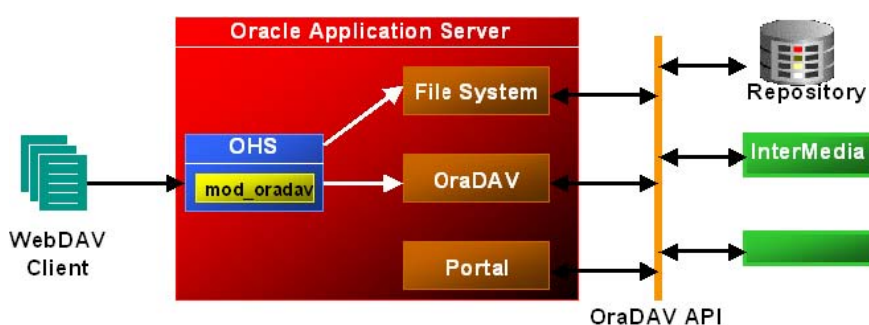 Oracle Application Server
File System
Repository
OHS
InterMedia
mod_oradav
OraDAV
WebDAV
Client
Portal
OraDAV API